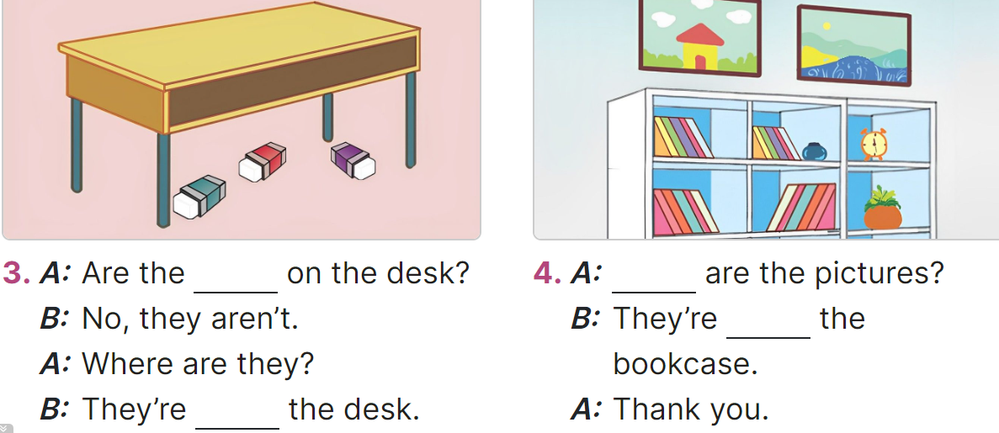 3. A: Are the ______ on the desk?
B: No, they aren’t.
A: Where are they?
B: They’re ______ the desk.
4. A: ______ are the pictures?
B: They’re ______ the
bookcase.
A: Thank you.